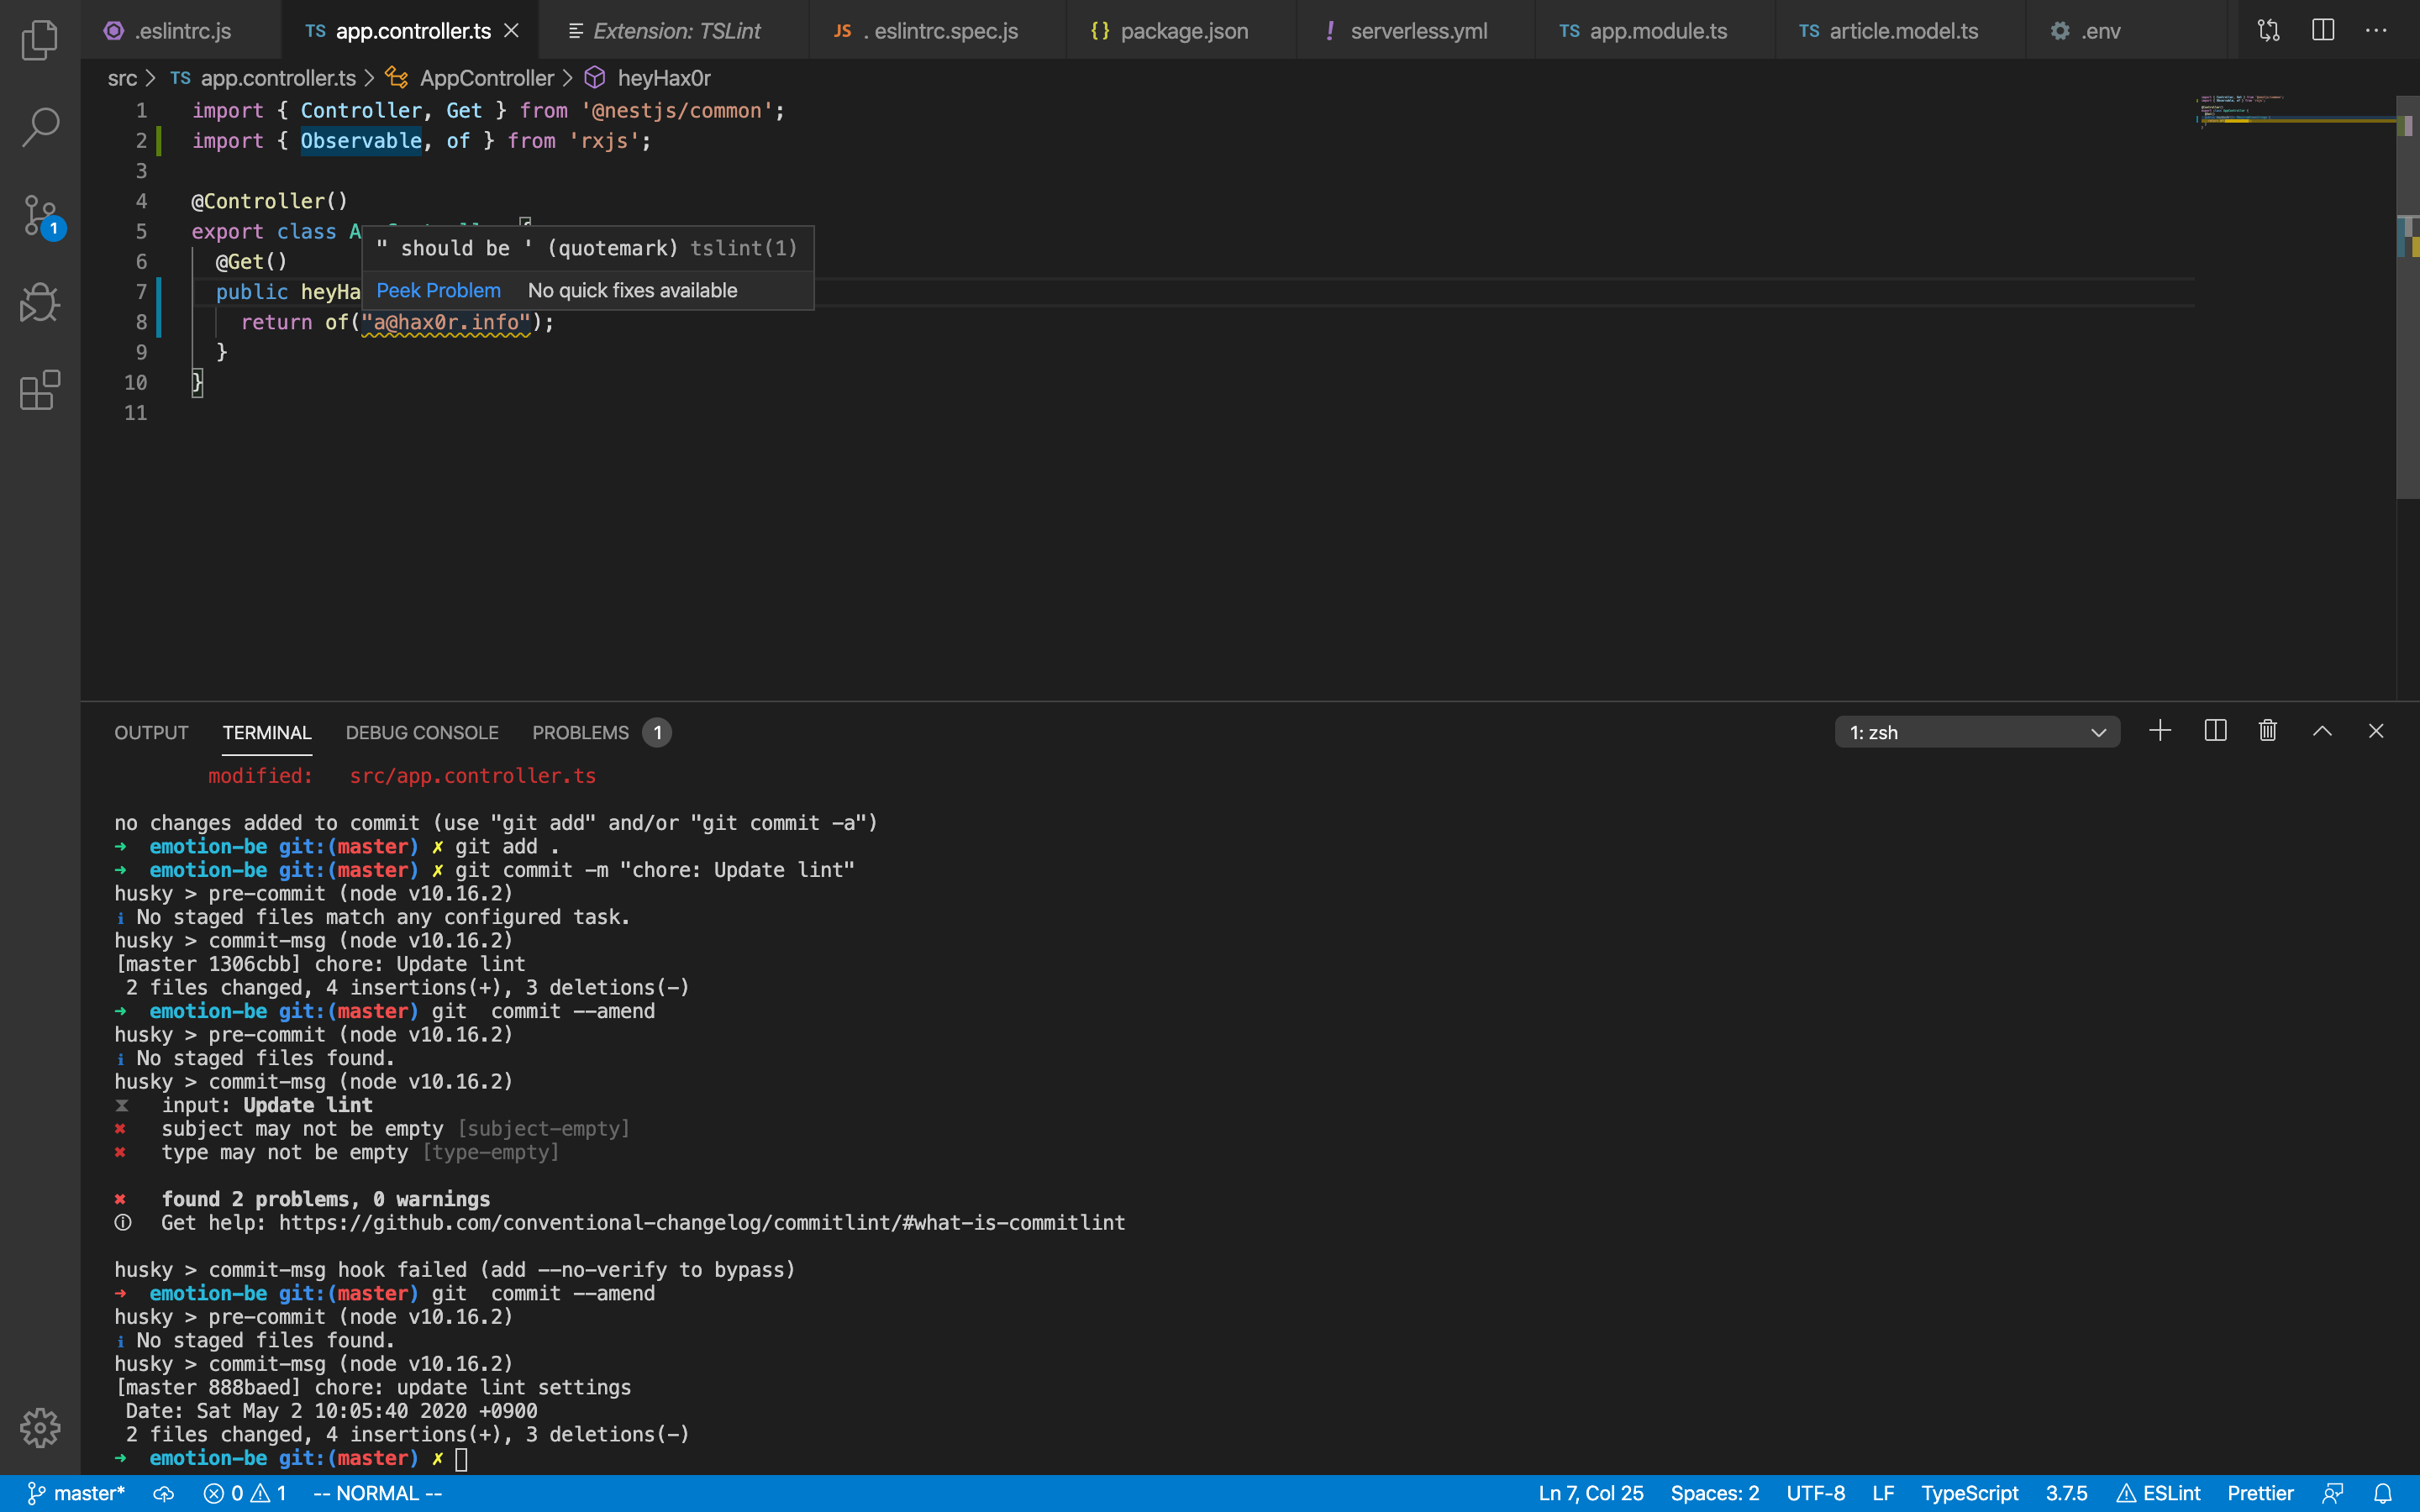 .eslintrc.js
TS app.controller.ts
Extension: TSLint
JS .eslintrc.spec.js
{} package.json
! serverless.yml
TS app.module.ts
TS article.model.ts
.env
src > TS app.controller.ts > AppController > heyHax0r
1 import { Controller, Get } from '@nestjs/common';
2 import { Observable, of } from 'rxjs';
3
4 @Controller()
5 export class A
" should be ' (quotemark) tslint(1)
6 @Get()
7 public heyHa
Peek Problem No quick fixes available
8 return of("a@hax0r.info");
9 }
10 }
11
1
OUTPUT TERMINAL DEBUG CONSOLE PROBLEMS 1
1: zsh
modified: src/app.controller.ts
no changes added to commit (use "git add" and/or "git commit -a")
➜ emotion-be git:(master) ✗ git add .
➜ emotion-be git:(master) ✗ git commit -m "chore: Update lint"
husky > pre-commit (node v10.16.2)
ℹ No staged files match any configured task.
husky > commit-msg (node v10.16.2)
[master 1306cbb] chore: Update lint
2 files changed, 4 insertions(+), 3 deletions(-)
➜ emotion-be git:(master) git  commit --amend
husky > pre-commit (node v10.16.2)
ℹ No staged files found.
husky > commit-msg (node v10.16.2)
⧗ input: Update lint
✖ subject may not be empty [subject-empty]
✖ type may not be empty [type-empty]
✖ found 2 problems, 0 warnings
ⓘ Get help: https://github.com/conventional-changelog/commitlint/#what-is-commitlint
husky > commit-msg hook failed (add --no-verify to bypass)
➜ emotion-be git:(master) git  commit --amend
husky > pre-commit (node v10.16.2)
ℹ No staged files found.
husky > commit-msg (node v10.16.2)
[master 888baed] chore: update lint settings
Date: Sat May 2 10:05:40 2020 +0900
2 files changed, 4 insertions(+), 3 deletions(-)
➜ emotion-be git:(master) ✗
master* 0 1 -- NORMAL -- Ln 7, Col 25 Spaces: 2 UTF-8 LF TypeScript 3.7.5 ESLint Prettier